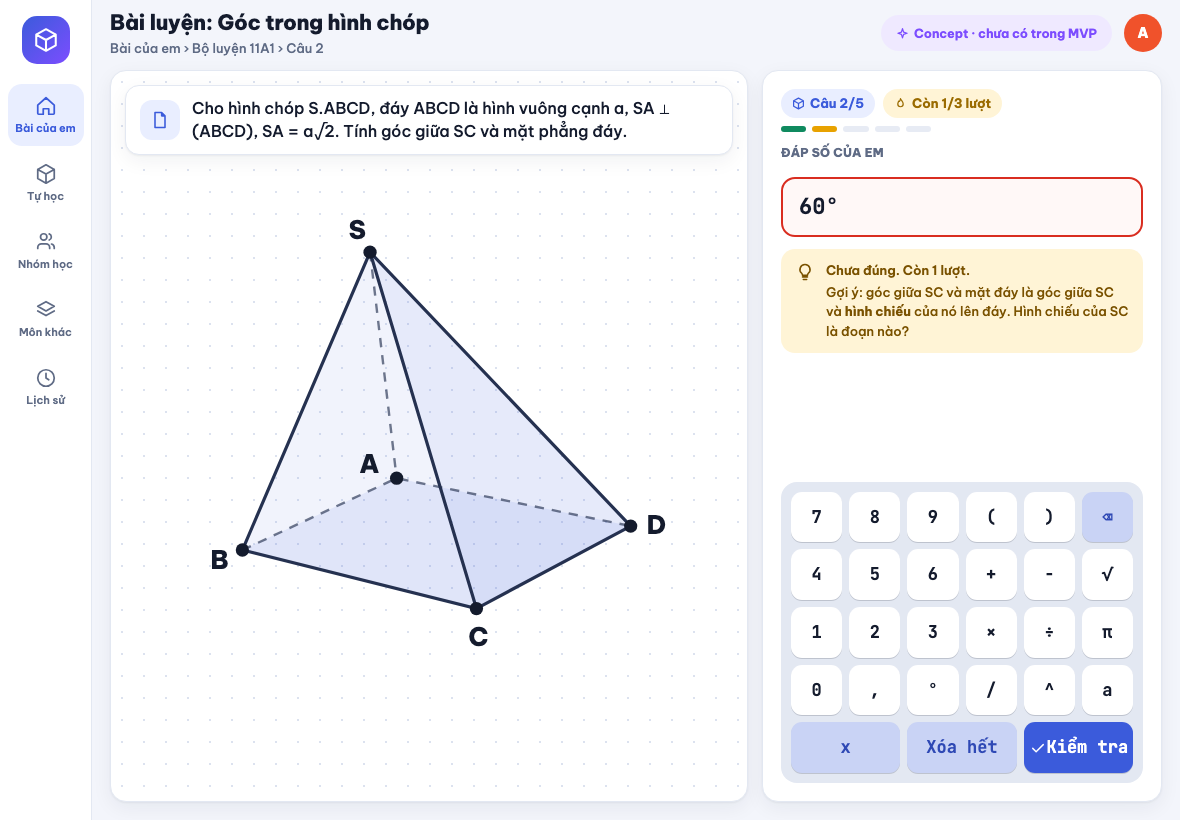 Bài luyện: Góc trong hình chóp
Bài của em › Bộ luyện 11A1 › Câu 2
Concept · chưa có trong MVP
A
Bài của em
Tự học
Nhóm học
Môn khác
Lịch sử
Cho hình chóp S.ABCD, đáy ABCD là hình vuông cạnh a, SA ⊥
(ABCD), SA = a√2. Tính góc giữa SC và mặt phẳng đáy.
S
A
D
B
C
Câu 2/5
Còn 1/3 lượt
ĐÁP SỐ CỦA EM
60°
Chưa đúng. Còn 1 lượt.
Gợi ý: góc giữa SC và mặt đáy là góc giữa SC
và hình chiếu của nó lên đáy. Hình chiếu của SC
là đoạn nào?
7 8 9 ( ) ⌫
4 5 6 + - √
1 2 3 × ÷ π
0 , ° / ^ a
x Xóa hết ✓Kiểm tra